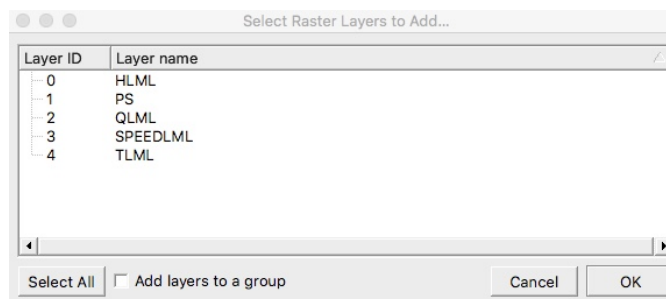 Select Raster Layers to Add...
Layer ID Layer name
0 HLML
1 PS
2 QLML
3 SPEEDLML
4 TLML
Select All Add layers to a group Cancel OK